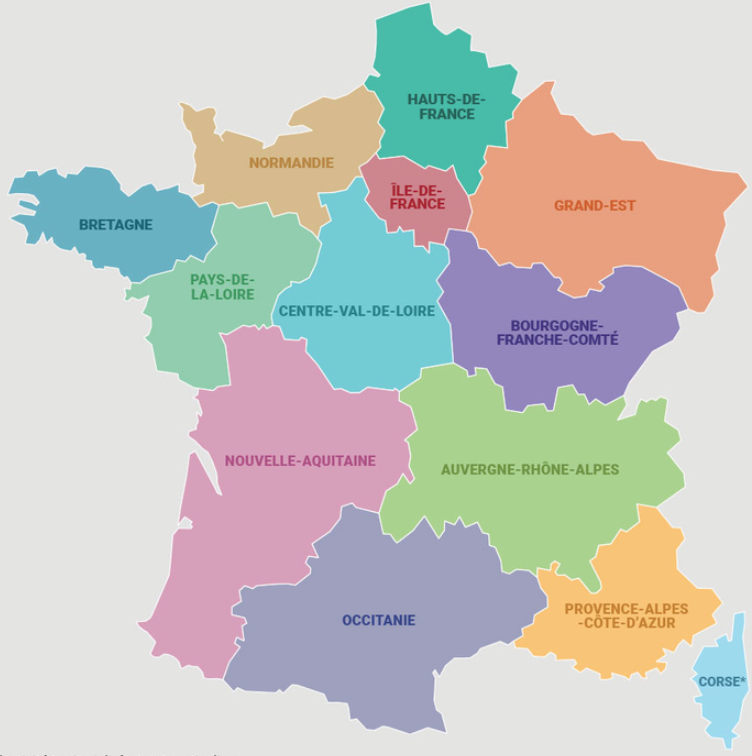 HAUTS-DE-
FRANCE
NORMANDIE
ÎLE-DE-
FRANCE
GRAND-EST
BRETAGNE
PAYS-DE-
LA-LOIRE
CENTRE-VAL-DE-LOIRE
BOURGOGNE-
FRANCHE-COMTÉ
NOUVELLE-AQUITAINE
AUVERGNE-RHÔNE-ALPES
OCCITANIE
PROVENCE-ALPES
-CÔTE-D'AZUR
CORSE*